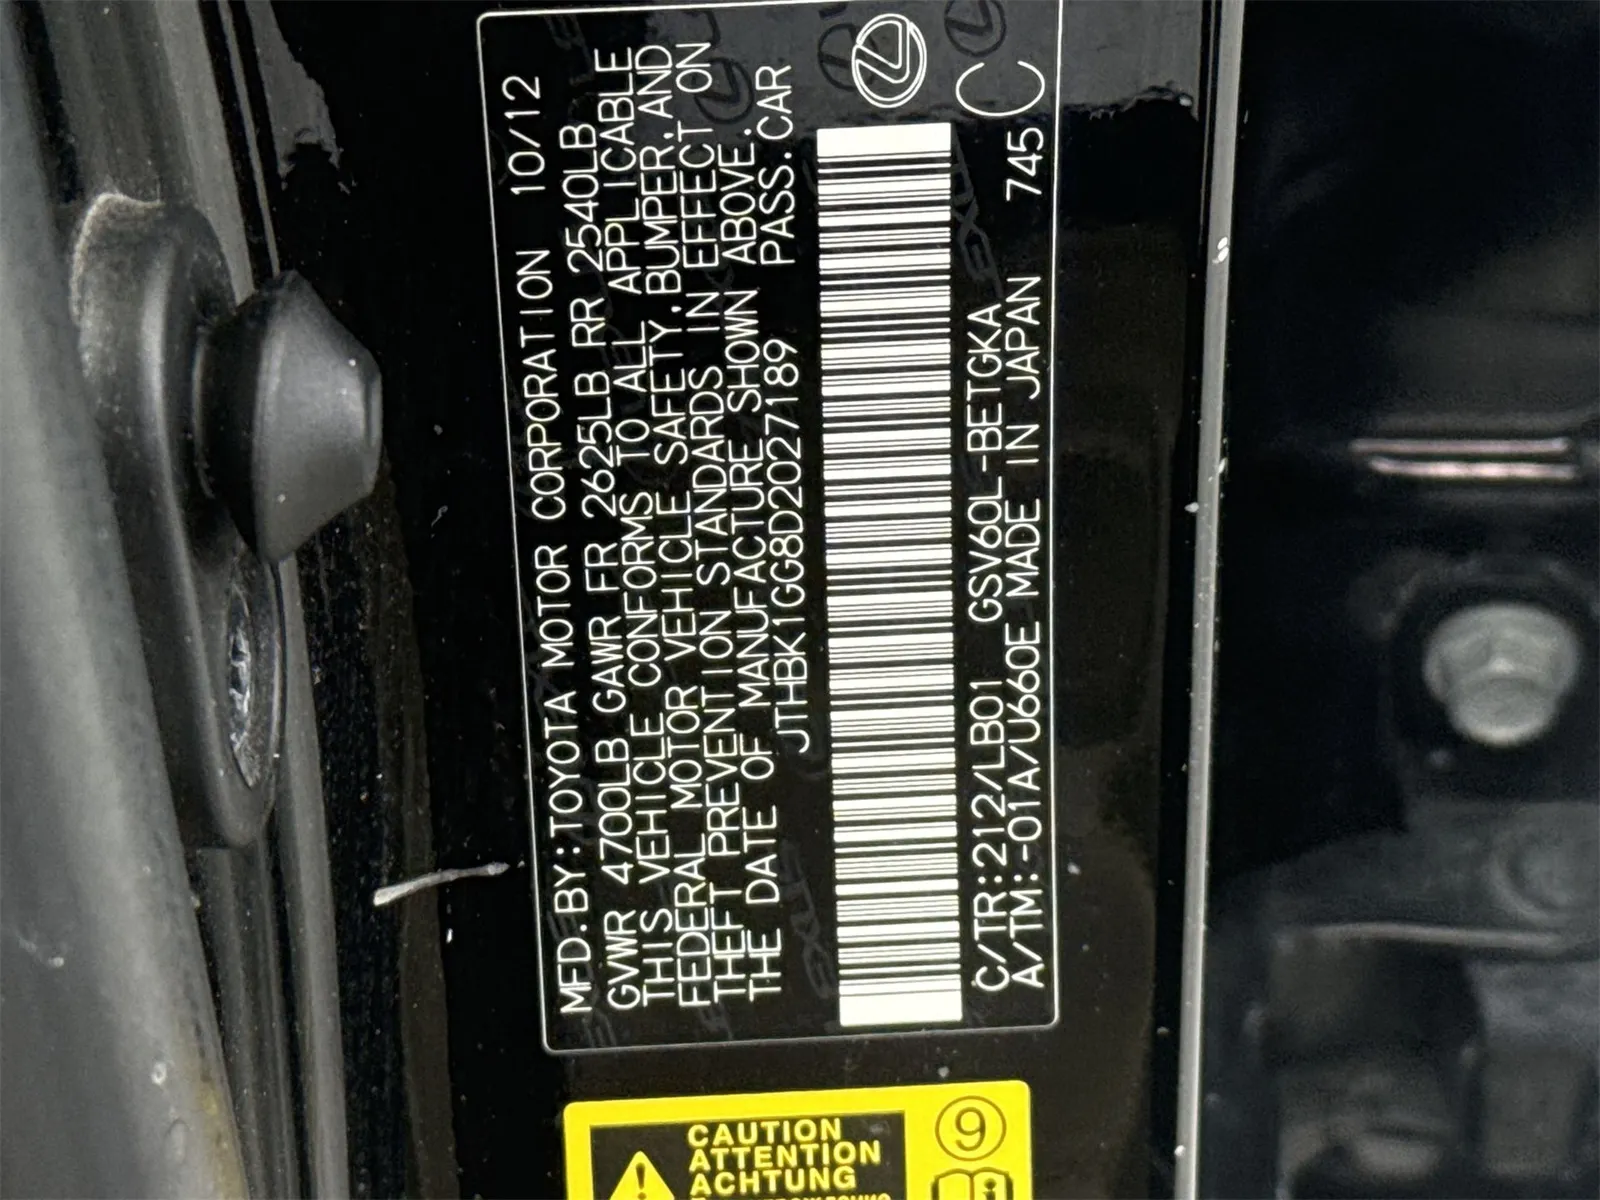 MFD.BY:TOYOTA MOTOR CORPORATION 10/12
GVWR 4700LB GAWR FR 2625LB RR 2540LB
THIS VEHICLE CONFORMS TO ALL APPLICABLE
FEDERAL MOTOR VEHICLE SAFETY,BUMPER,AND
THEFT PREVENTION STANDARDS IN EFFECT ON
THE DATE OF MANUFACTURE SHOWN ABOVE.
JTHBK1GG8D2027189 PASS.CAR
C/TR:212/LB01 GSV60L-BETGKA 745 C
A/TM:-01A/U660E MADE IN JAPAN
CAUTION
ATTENTION
ACHTUNG
9